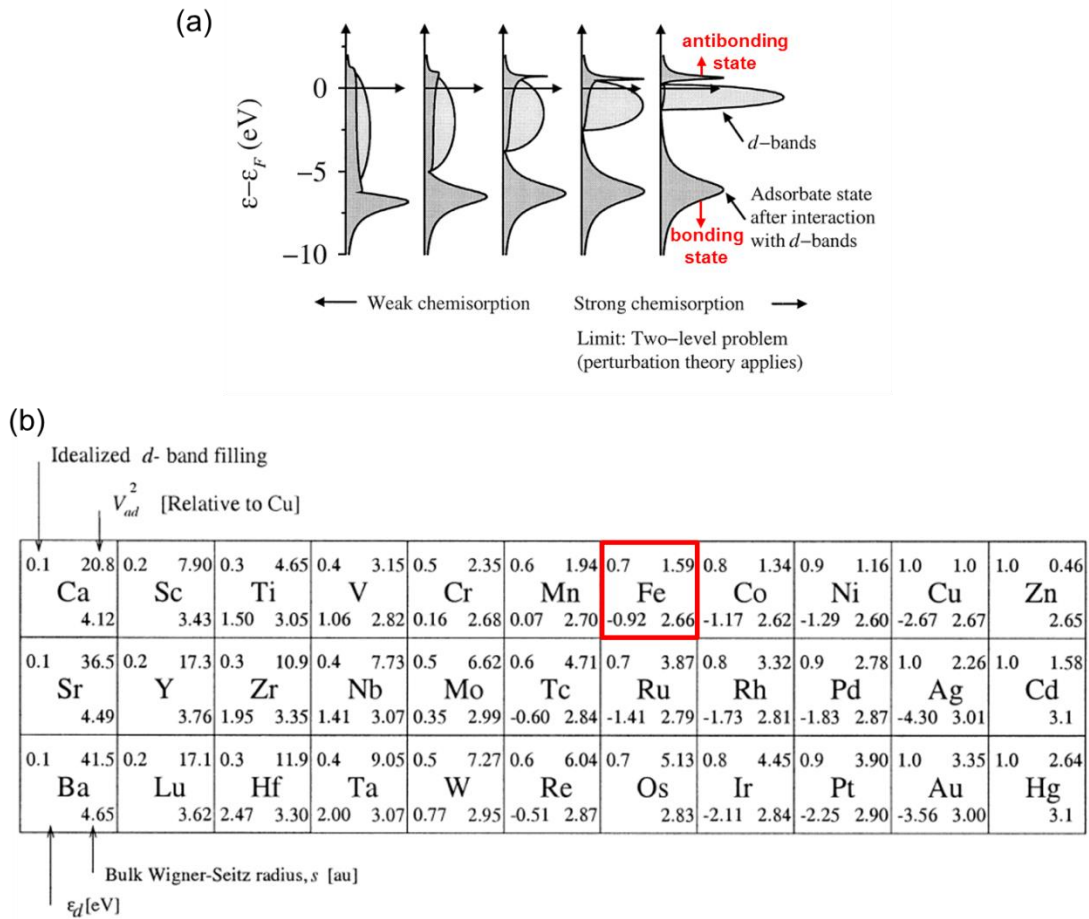 (a)
antibonding
state
0
−5
−10
ε−ε_F (eV)
d−bands
Adsorbate state
after interaction
with d−bands
bonding
state
Weak chemisorption
Strong chemisorption
Limit: Two−level problem
(perturbation theory applies)
(b)
Idealized d- band filling
V_ad^2 [Relative to Cu]
0.1 20.8 0.2 7.90 0.3 4.65 0.4 3.15 0.5 2.35 0.6 1.94 0.7 1.59 0.8 1.34 0.9 1.16 1.0 1.0 1.0 0.46
Ca Sc Ti V Cr Mn Fe Co Ni Cu Zn
4.12 3.43 1.50 3.05 1.06 2.82 0.16 2.68 0.07 2.70 -0.92 2.66 -1.17 2.62 -1.29 2.60 -2.67 2.67 2.65
0.1 36.5 0.2 17.3 0.3 10.9 0.4 7.73 0.5 6.62 0.6 4.71 0.7 3.87 0.8 3.32 0.9 2.78 1.0 2.26 1.0 1.58
Sr Y Zr Nb Mo Tc Ru Rh Pd Ag Cd
4.49 3.76 1.95 3.35 1.41 3.07 0.35 2.99 -0.60 2.84 -1.41 2.79 -1.73 2.81 -1.83 2.87 -4.30 3.01 3.1
0.1 41.5 0.2 17.1 0.3 11.9 0.4 9.05 0.5 7.27 0.6 6.04 0.7 5.13 0.8 4.45 0.9 3.90 1.0 3.35 1.0 2.64
Ba Lu Hf Ta W Re Os Ir Pt Au Hg
4.65 3.62 2.47 3.30 2.00 3.07 0.77 2.95 -0.51 2.87 2.83 -2.11 2.84 -2.25 2.90 -3.56 3.00 3.1
Bulk Wigner-Seitz radius, s [au]
ε_d [eV]